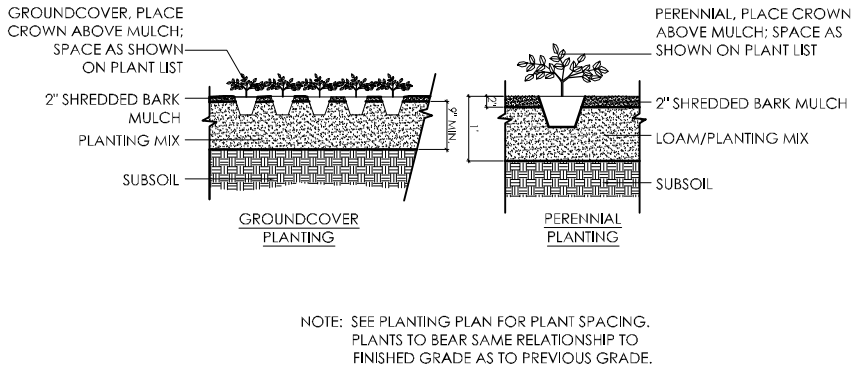 GROUNDCOVER, PLACE
CROWN ABOVE MULCH;
SPACE AS SHOWN
ON PLANT LIST
2" SHREDDED BARK
MULCH
PLANTING MIX
SUBSOIL
9" MIN.
GROUNDCOVER
PLANTING
PERENNIAL, PLACE CROWN
ABOVE MULCH; SPACE AS
SHOWN ON PLANT LIST
2"
1'
2" SHREDDED BARK MULCH
LOAM/PLANTING MIX
SUBSOIL
PERENNIAL
PLANTING
NOTE: SEE PLANTING PLAN FOR PLANT SPACING.
PLANTS TO BEAR SAME RELATIONSHIP TO
FINISHED GRADE AS TO PREVIOUS GRADE.